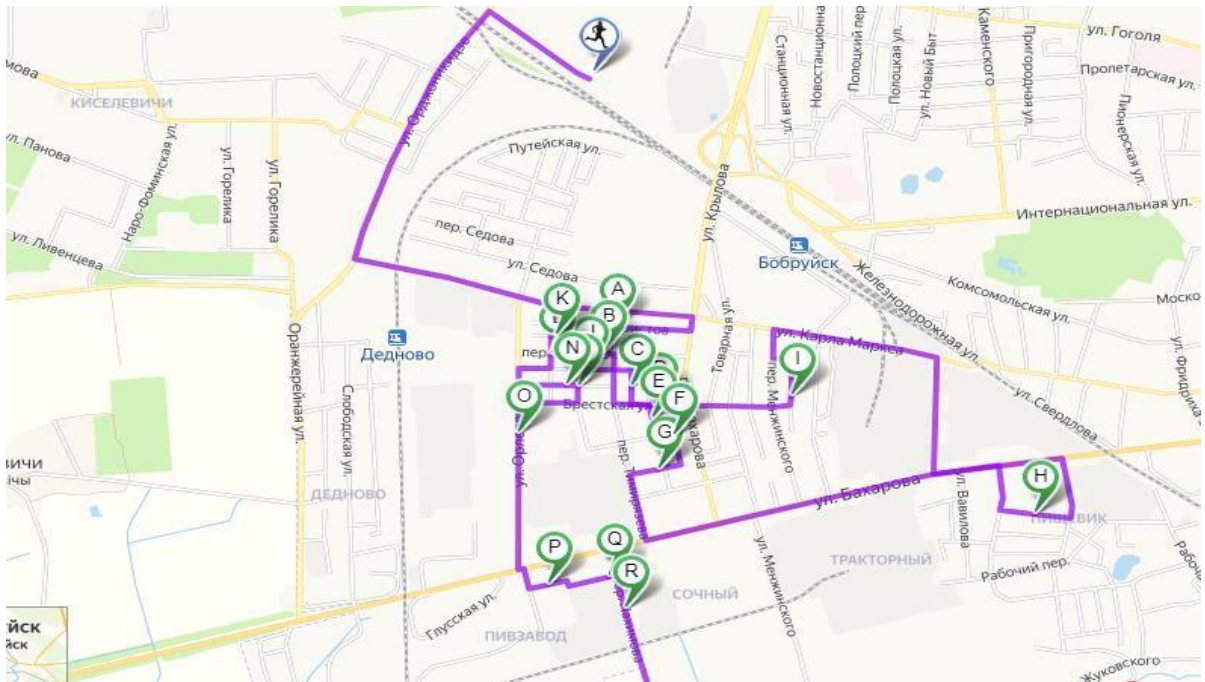 ул. Гоголя
Пролетарская ул.
Каменского
Пригородная ул.
Пионерская ул.
Полоцкий пер.
Полоцкая ул.
ул. Новый Быт
Новостанционная
Станционная ул.
КИСЕЛЕВИЧИ
ул. Орджоникидзе
ул. Панова
Наро-Фоминская ул.
ул. Горелика
ул. Горелика
Путейская ул.
ул. Крылова
Интернациональная ул.
пер. Седова
ул. Ливенцева
ул. Седова
Бобруйск
Железнодорожная ул.
Комсомольская ул.
K
A
B
Товарная ул.
ул. Карла Маркса
Дедново
пер.
N
C
I
E
пер. Менжинского
ул. Фридриха
Оранжерейная ул.
Слободская ул.
O
Брестская ул.
F
G
ул. Свердлова
ДЕДНОВО
пер. Тимирязева
ул. Бахарова
H
ул. Вавилова
ПИЩЕВИК
P
Q
R
ул. Менжинского
ТРАКТОРНЫЙ
Рабочий пер.
СОЧНЫЙ
Глусская ул.
ПИВЗАВОД
Жуковского